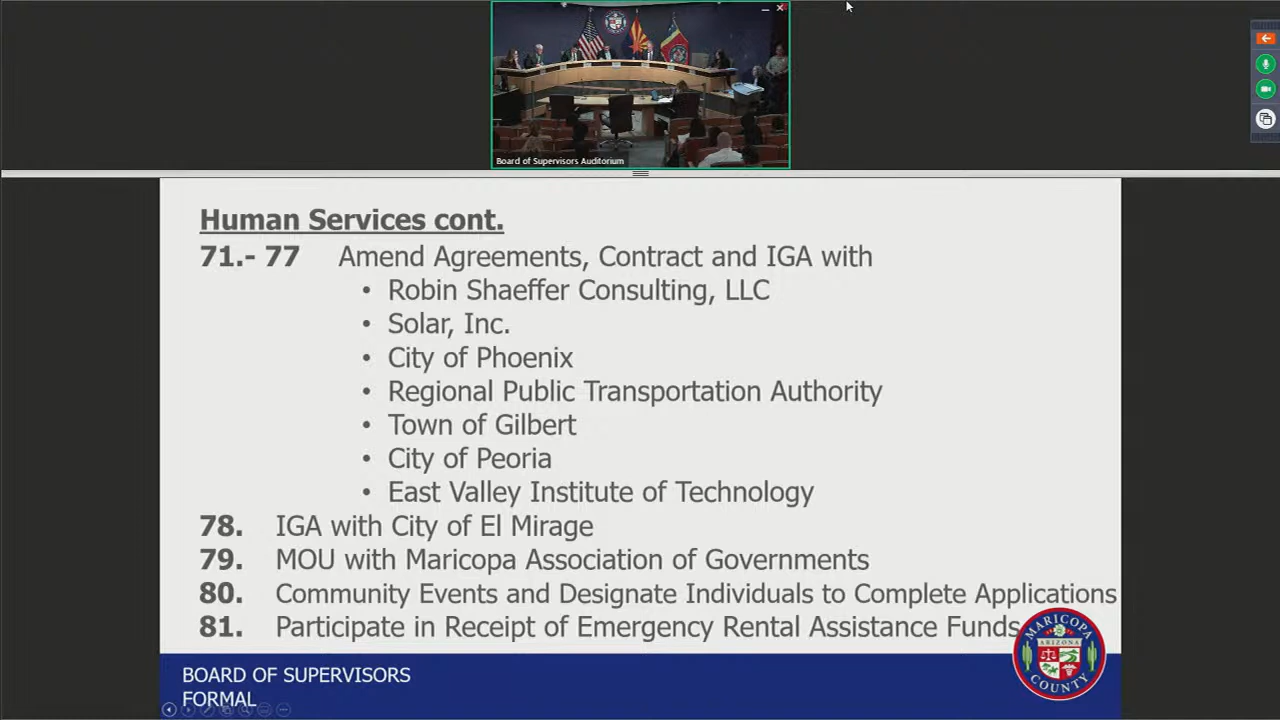 Board of Supervisors Auditorium
Human Services cont.
71.- 77 Amend Agreements, Contract and IGA with
• Robin Shaeffer Consulting, LLC
• Solar, Inc.
• City of Phoenix
• Regional Public Transportation Authority
• Town of Gilbert
• City of Peoria
• East Valley Institute of Technology
78. IGA with City of El Mirage
79. MOU with Maricopa Association of Governments
80. Community Events and Designate Individuals to Complete Applications
81. Participate in Receipt of Emergency Rental Assistance Funds
MARICOPA
ARIZONA
COUNTY
BOARD OF SUPERVISORS
FORMAL